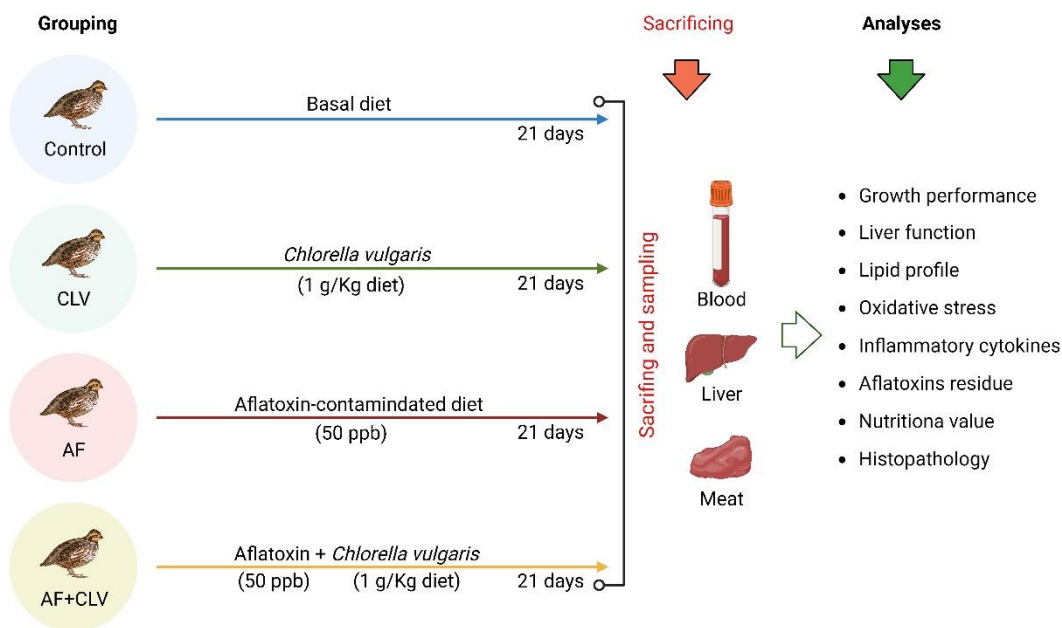 Grouping
Sacrificing
Analyses
Control
Basal diet
21 days
CLV
Chlorella vulgaris
(1 g/Kg diet)
21 days
AF
Aflatoxin-contamindated diet
(50 ppb)
21 days
AF+CLV
Aflatoxin + Chlorella vulgaris
(50 ppb) (1 g/Kg diet)
21 days
Sacrifing and sampling
Blood
Liver
Meat
• Growth performance
• Liver function
• Lipid profile
• Oxidative stress
• Inflammatory cytokines
• Aflatoxins residue
• Nutritiona value
• Histopathology